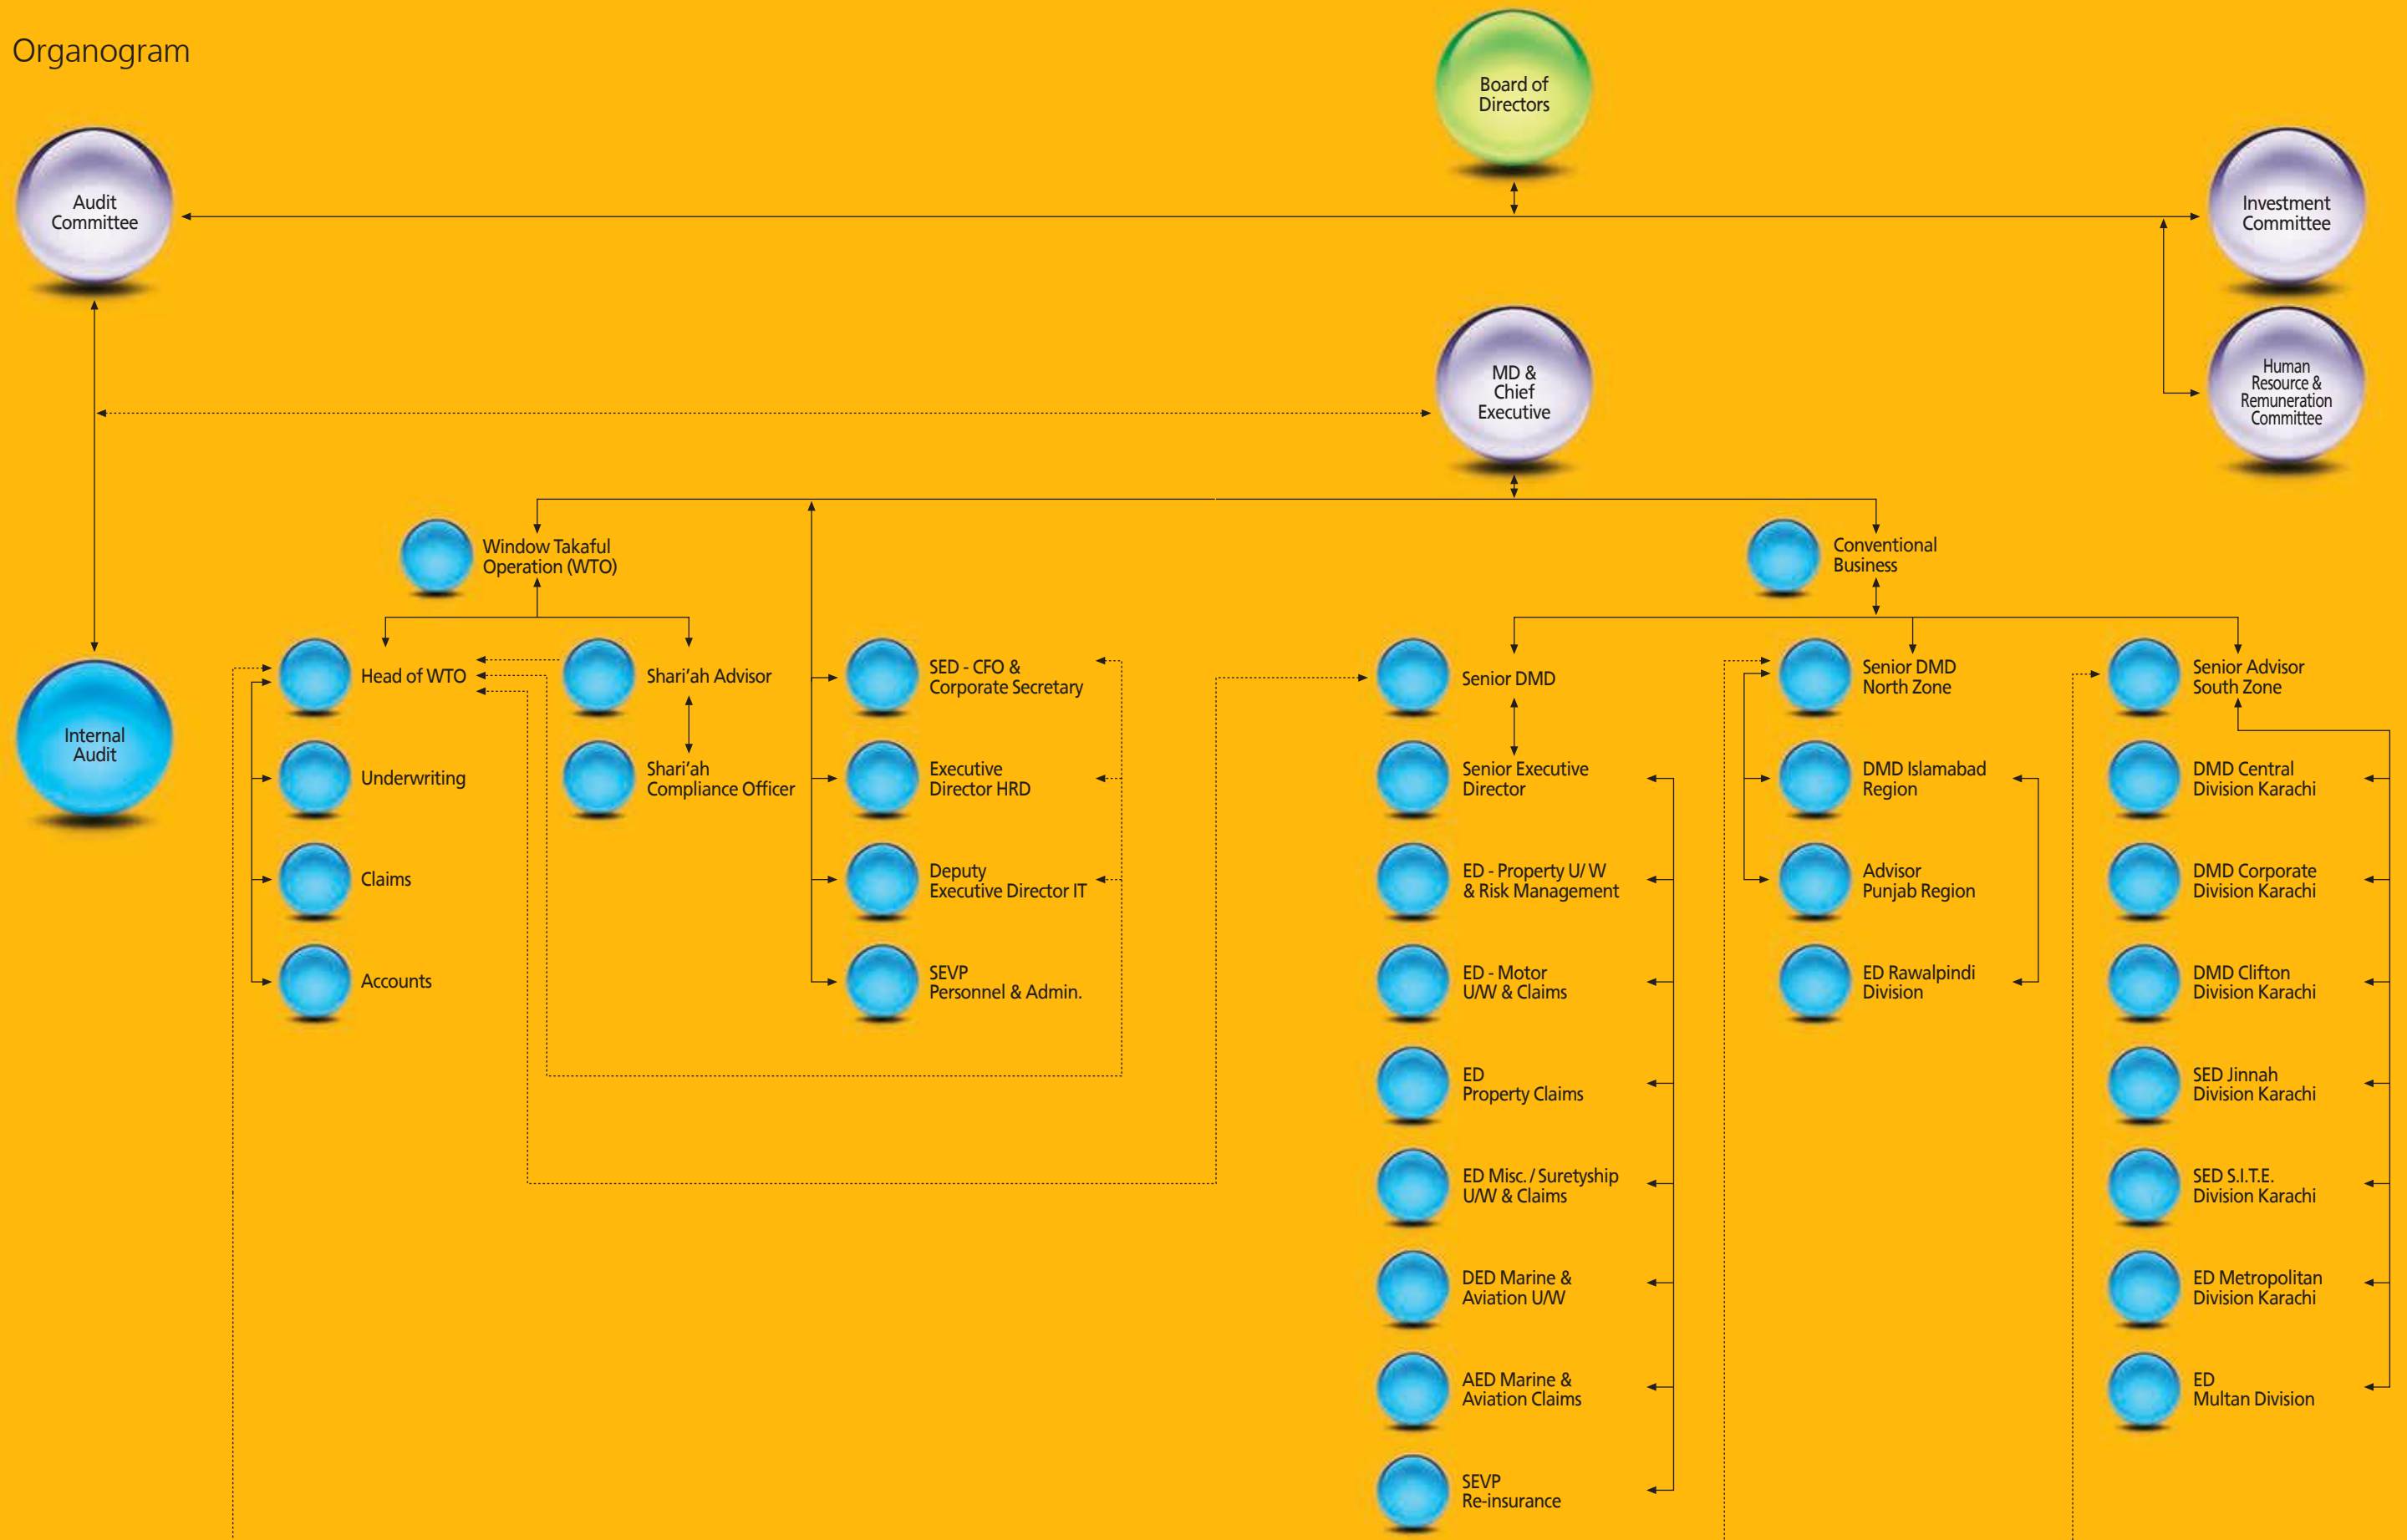 Organogram
Board of
Directors
Audit
Committee
Investment
Committee
MD &
Chief
Executive
Human
Resource &
Remuneration
Committee
Window Takaful
Operation (WTO)
Conventional
Business
Internal
Audit
Head of WTO
Underwriting
Claims
Accounts
Shari’ah Advisor
Shari’ah
Compliance Officer
SED - CFO &
Corporate Secretary
Executive
Director HRD
Deputy
Executive Director IT
SEVP
Personnel & Admin.
Senior DMD
Senior Executive
Director
ED - Property U/ W
& Risk Management
ED - Motor
U/W & Claims
ED
Property Claims
ED Misc. / Suretyship
U/W & Claims
DED Marine &
Aviation U/W
AED Marine &
Aviation Claims
SEVP
Re-insurance
Senior DMD
North Zone
DMD Islamabad
Region
Advisor
Punjab Region
ED Rawalpindi
Division
Senior Advisor
South Zone
DMD Central
Division Karachi
DMD Corporate
Division Karachi
DMD Clifton
Division Karachi
SED Jinnah
Division Karachi
SED S.I.T.E.
Division Karachi
ED Metropolitan
Division Karachi
ED
Multan Division